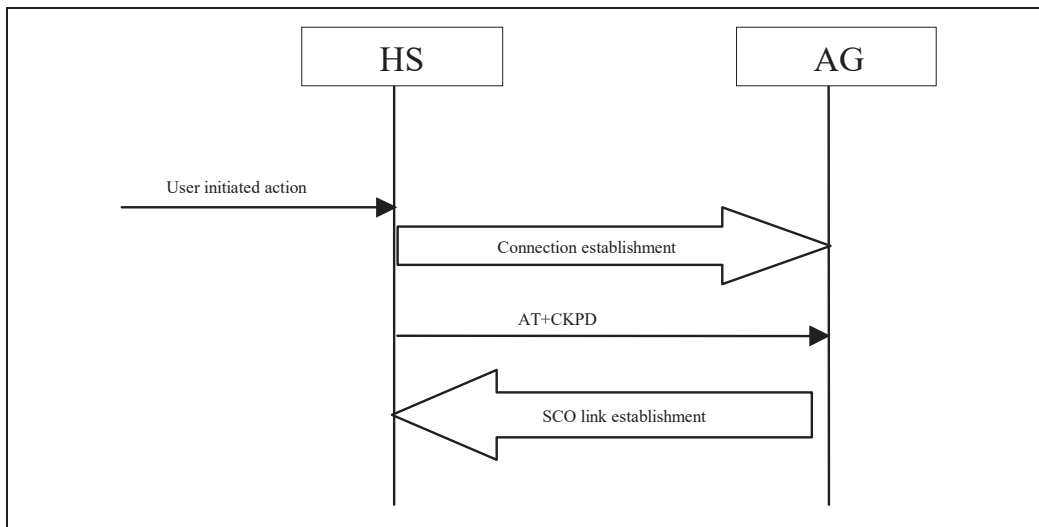 HS
AG
User initiated action
Connection establishment
AT+CKPD
SCO link establishment